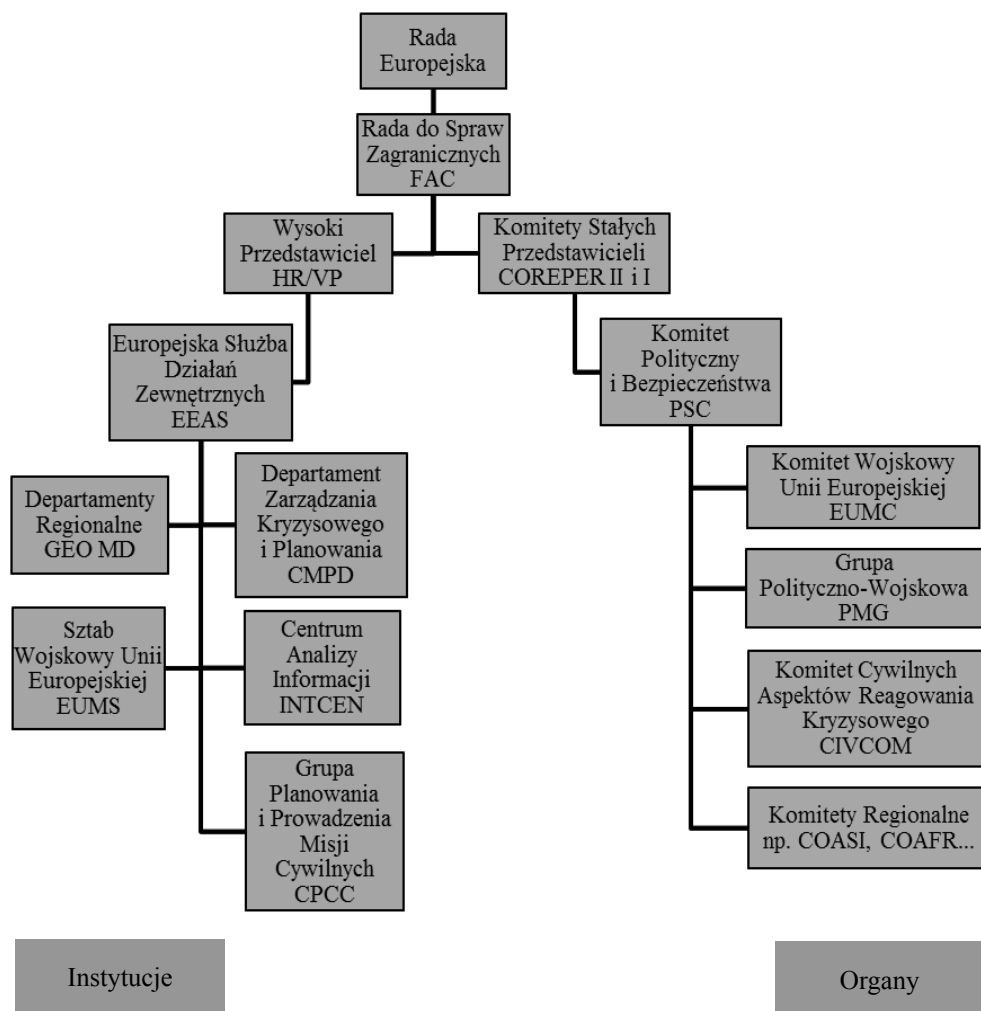 Rada
Europejska
Rada do Spraw
Zagranicznych
FAC
Wysoki
Przedstawiciel
HR/VP
Komitety Stałych
Przedstawicieli
COREPER II i I
Europejska Służba
Działań
Zewnętrznych
EEAS
Komitet
Polityczny
i Bezpieczeństwa
PSC
Departamenty
Regionalne
GEO MD
Departament
Zarządzania
Kryzysowego
i Planowania
CMPD
Sztab
Wojskowy Unii
Europejskiej
EUMS
Centrum
Analizy
Informacji
INTCEN
Grupa
Planowania
i Prowadzenia
Misji
Cywilnych
CPCC
Komitet Wojskowy
Unii Europejskiej
EUMC
Grupa
Polityczno-Wojskowa
PMG
Komitet Cywilnych
Aspektów Reagowania
Kryzysowego
CIVCOM
Komitety Regionalne
np. COASI, COAFR...
Instytucje
Organy